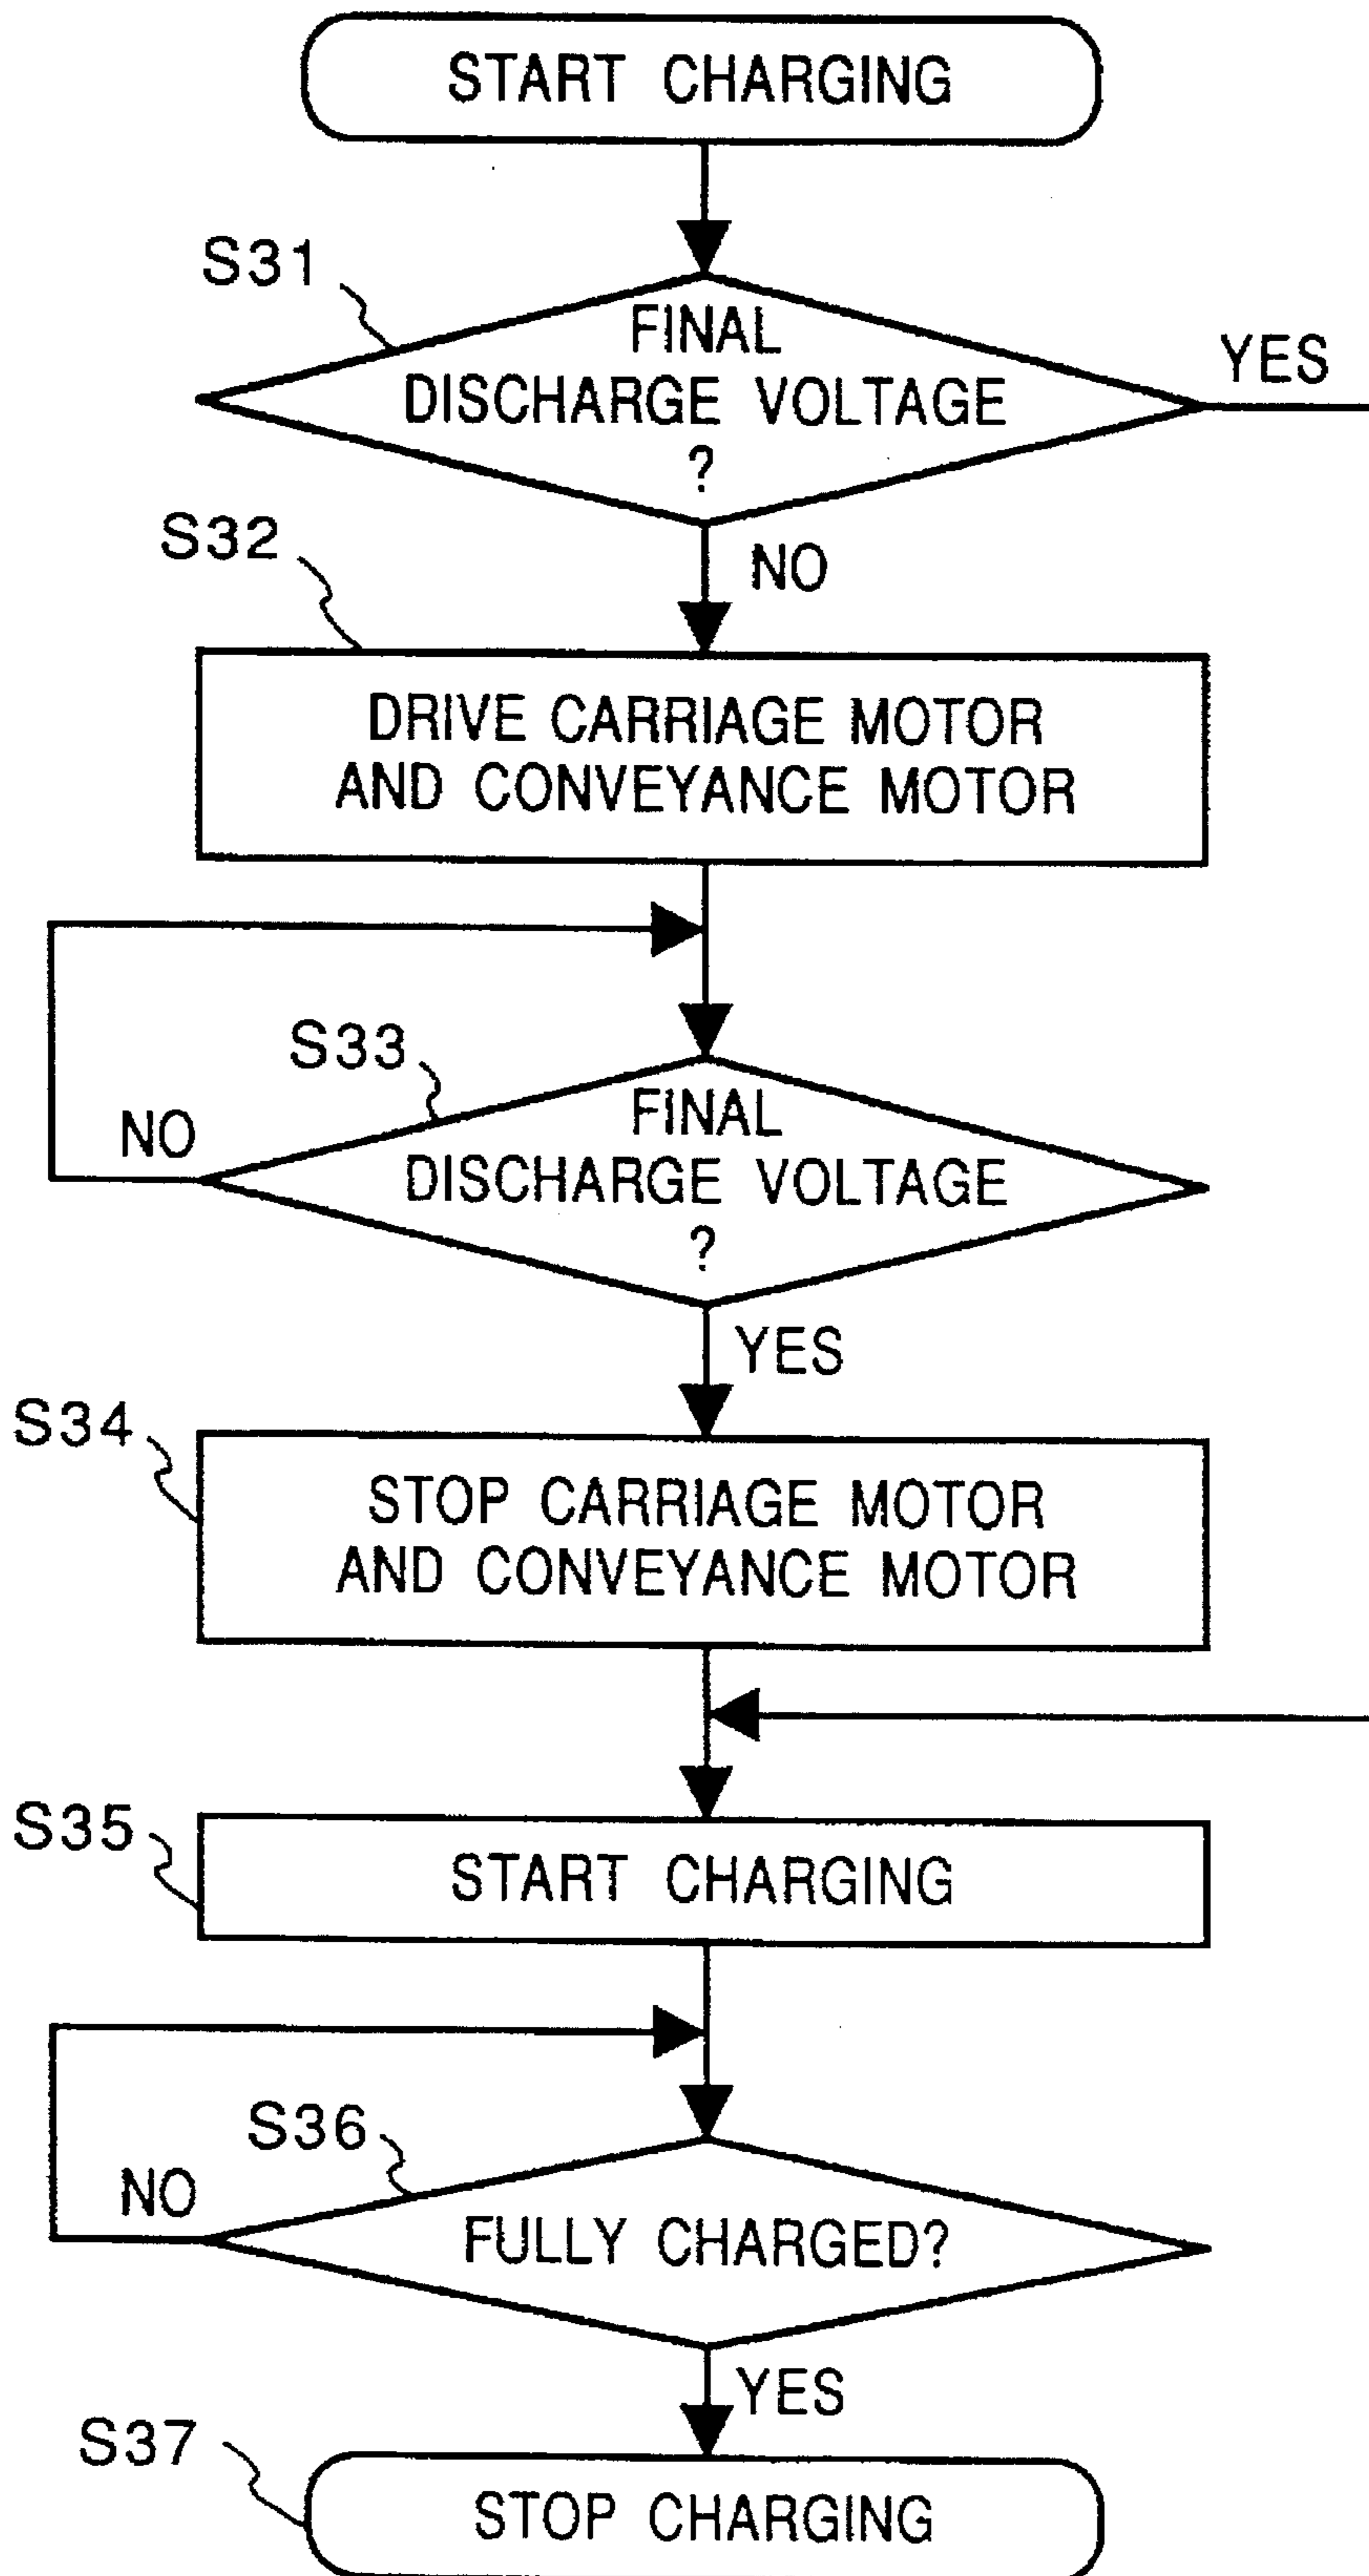 START CHARGING
S31
FINAL
DISCHARGE VOLTAGE
?
YES
NO
S32
DRIVE CARRIAGE MOTOR
AND CONVEYANCE MOTOR
S33
FINAL
DISCHARGE VOLTAGE
?
NO
YES
S34
STOP CARRIAGE MOTOR
AND CONVEYANCE MOTOR
S35
START CHARGING
S36
FULLY CHARGED?
NO
YES
S37
STOP CHARGING